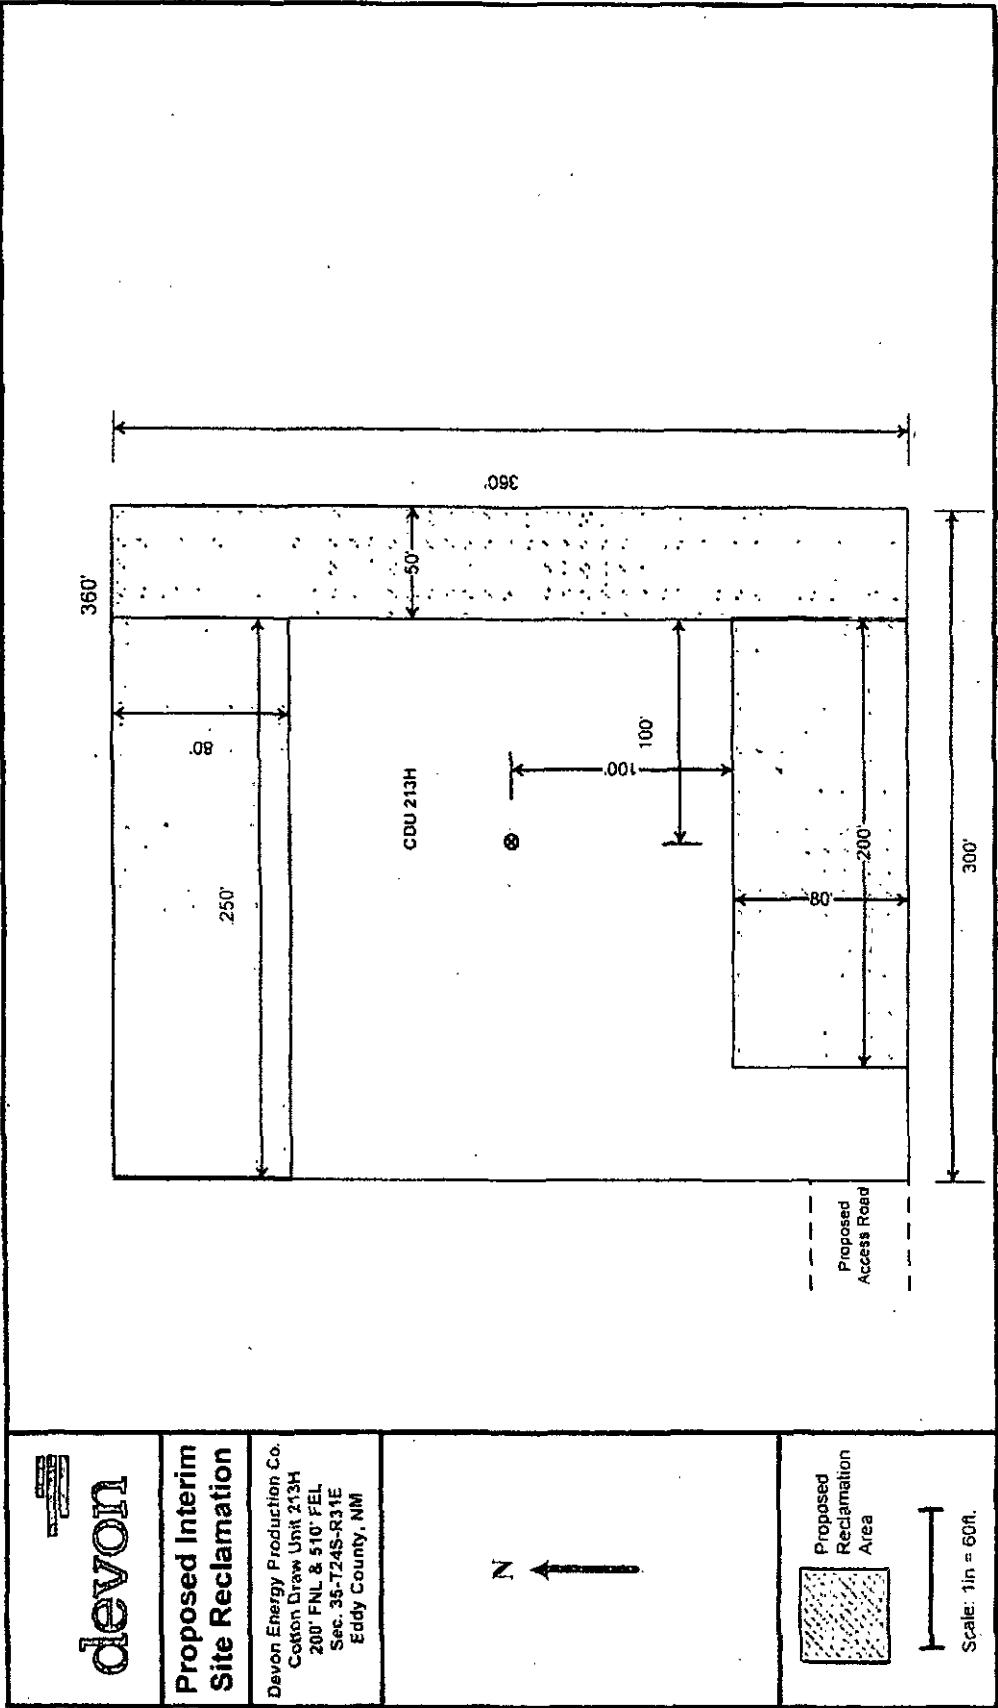 devon
Proposed Interim
Site Reclamation
Devon Energy Production Co.
Cotton Draw Unit 213H
200' FNL & 510' FEL
Sec. 35-T24S-R31E
Eddy County, NM
N
Proposed
Reclamation
Area
Scale: 1in = 60ft.
360'
360'
50'
80'
250'
CDU 213H
100'
100'
200'
80'
300'
Proposed
Access Road